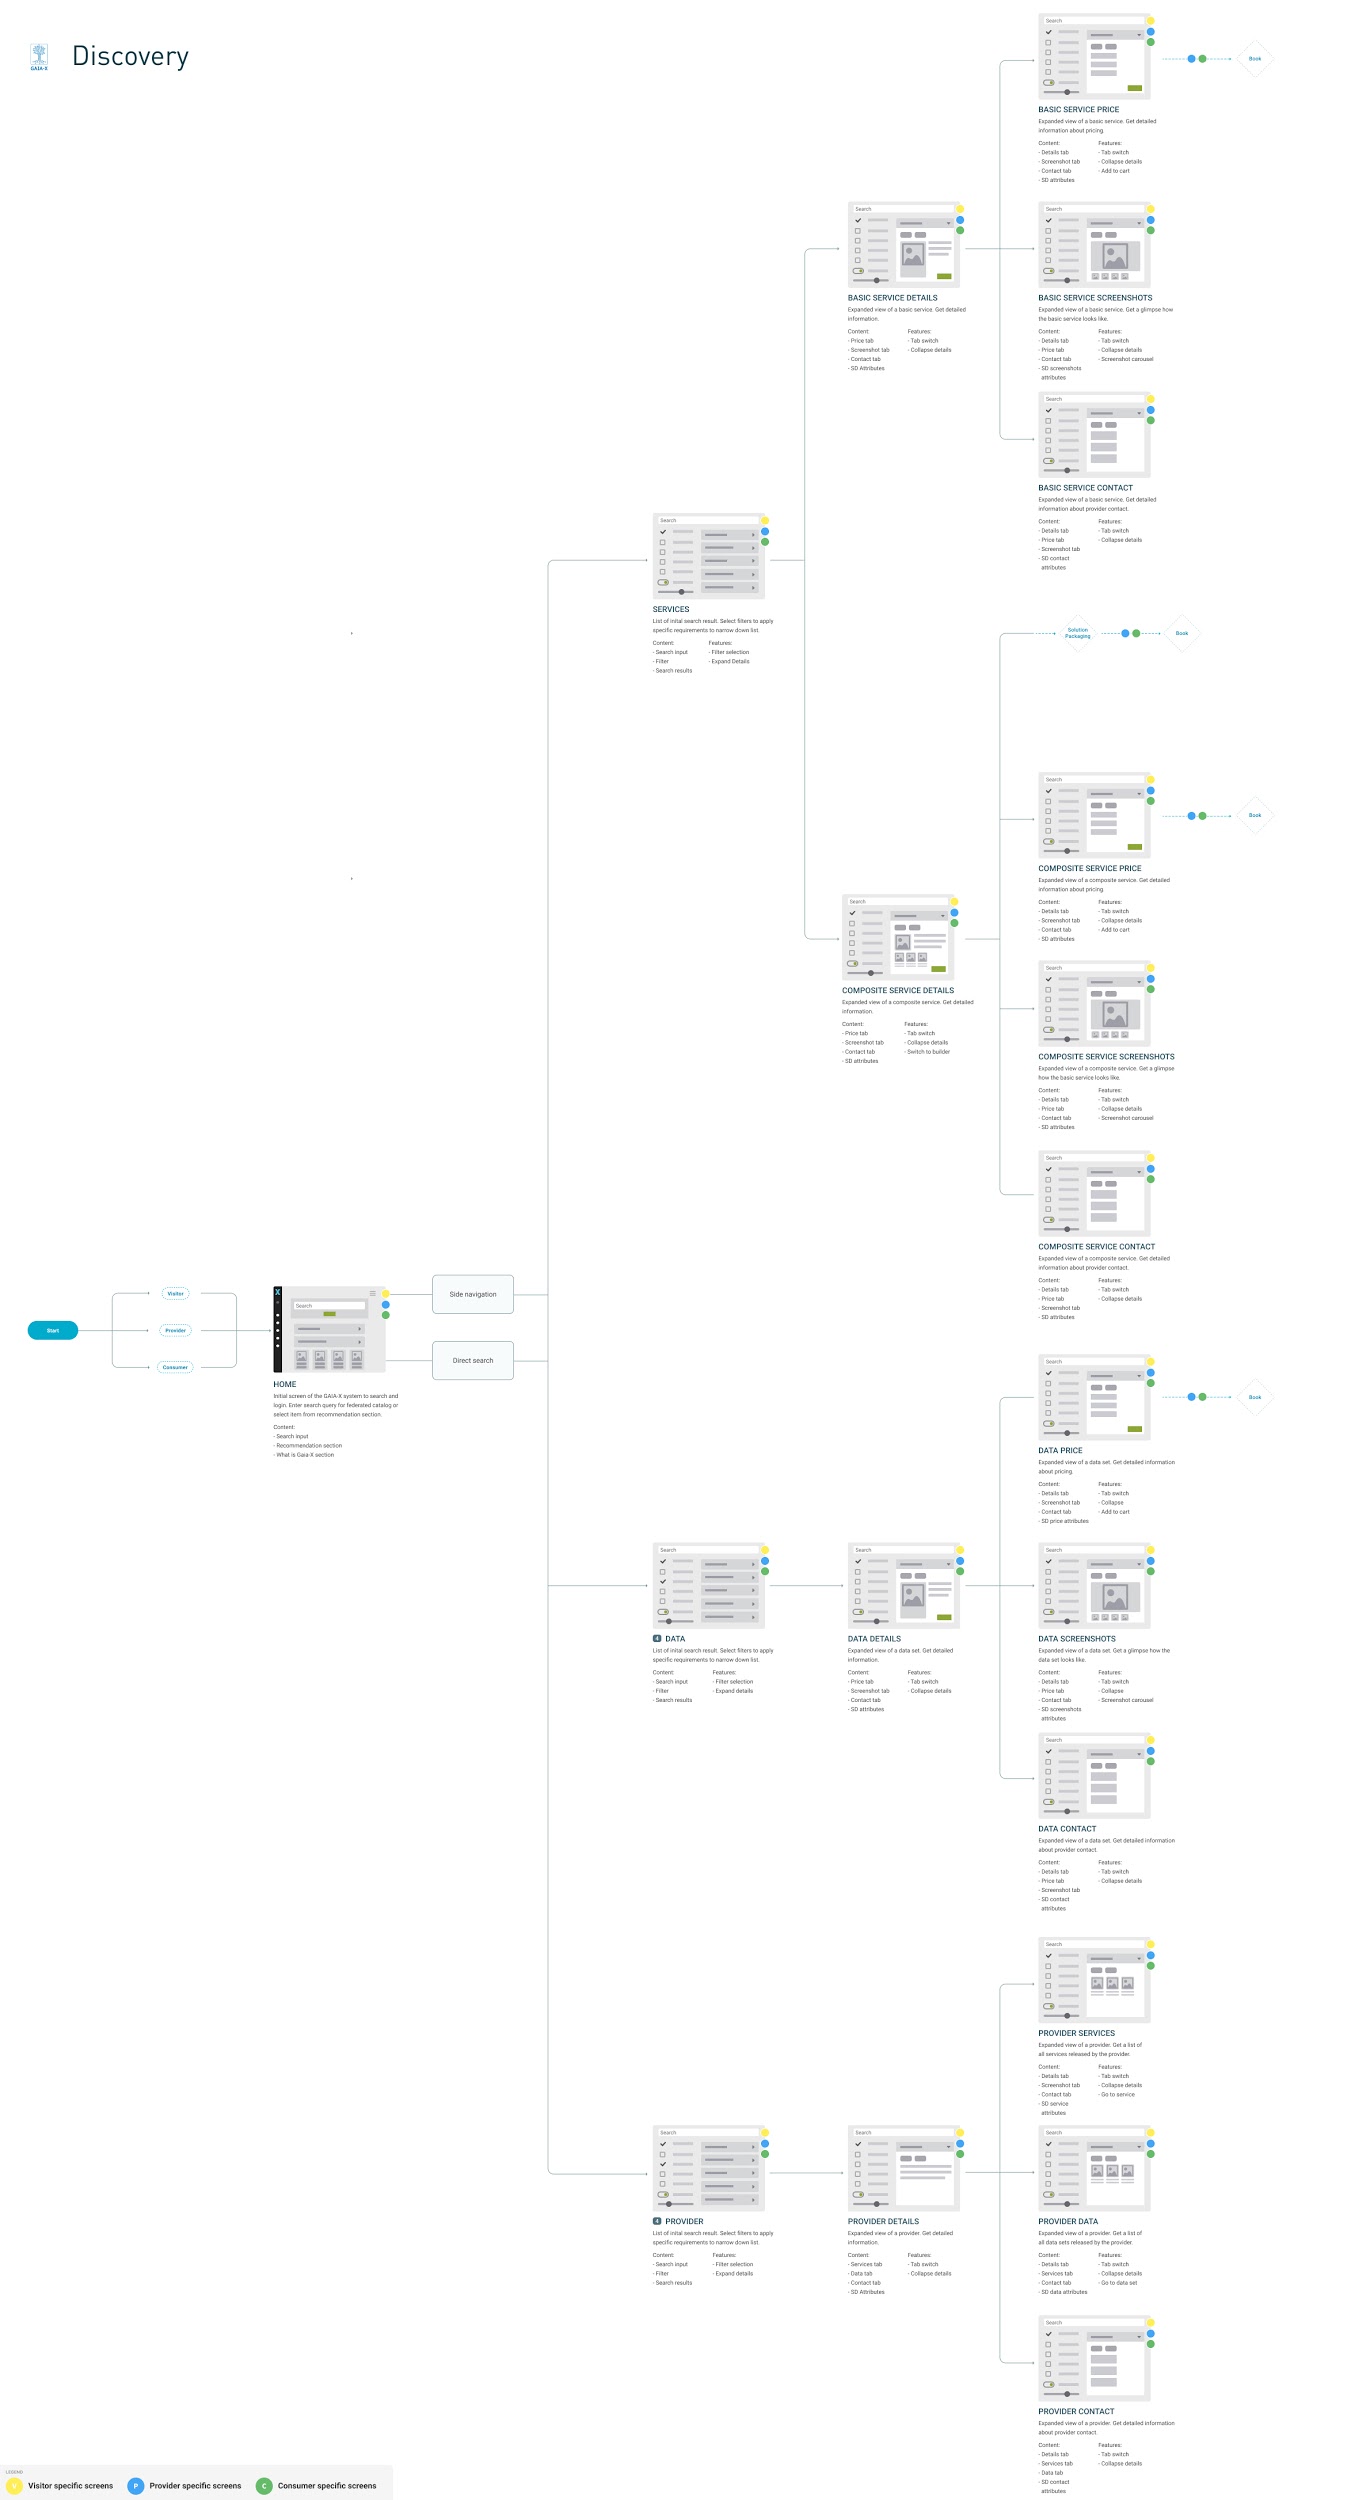 GAIA-X
Discovery
Search
Book
BASIC SERVICE PRICE
Expanded view of a basic service. Get detailed
information about pricing.
Content:
- Details tab
- Screenshot tab
- Contact tab
- SD attributes
Features:
- Tab switch
- Collapse details
- Add to cart
Search
BASIC SERVICE DETAILS
Expanded view of a basic service. Get detailed
information.
Content:
- Price tab
- Screenshot tab
- Contact tab
- SD Attributes
Features:
- Tab switch
- Collapse details
Search
BASIC SERVICE SCREENSHOTS
Expanded view of a basic service. Get a glimpse how
the basic service looks like.
Content:
- Details tab
- Price tab
- Contact tab
- SD screenshots
attributes
Features:
- Tab switch
- Collapse details
- Screenshot carousel
Search
BASIC SERVICE CONTACT
Expanded view of a basic service. Get detailed
information about provider contact.
Content:
- Details tab
- Price tab
- Screenshot tab
- SD contact
attributes
Features:
- Tab switch
- Collapse details
Search
SERVICES
List of inital search result. Select filters to apply
specific requirements to narrow down list.
Content:
- Search input
- Filter
- Search results
Features:
- Filter selection
- Expand Details
Solution
Packaging
Book
Search
Book
COMPOSITE SERVICE PRICE
Expanded view of a composite service. Get detailed
information about pricing.
Content:
- Details tab
- Screenshot tab
- Contact tab
- SD attributes
Features:
- Tab switch
- Collapse details
- Add to cart
Search
COMPOSITE SERVICE DETAILS
Expanded view of a composite service. Get detailed
information.
Content:
- Price tab
- Screenshot tab
- Contact tab
- SD attributes
Features:
- Tab switch
- Collapse details
- Switch to builder
Search
COMPOSITE SERVICE SCREENSHOTS
Expanded view of a composite service. Get a glimpse
how the basic service looks like.
Content:
- Details tab
- Price tab
- Contact tab
- SD attributes
Features:
- Tab switch
- Collapse details
- Screenshot carousel
Search
COMPOSITE SERVICE CONTACT
Expanded view of a composite service. Get detailed
information about provider contact.
Content:
- Details tab
- Price tab
- Screenshot tab
- SD attributes
Features:
- Tab switch
- Collapse details
Start
Visitor
Provider
Consumer
X
Search
HOME
Initial screen of the GAIA-X system to search and
login. Enter search query for federated catalog or
select item from recommendation section.
Content:
- Search input
- Recommendation section
- What is Gaia-X section
Side navigation
Direct search
Search
Book
DATA PRICE
Expanded view of a data set. Get detailed information
about pricing.
Content:
- Details tab
- Screenshot tab
- Contact tab
- SD price attributes
Features:
- Tab switch
- Collapse
- Add to cart
Search
4 DATA
List of inital search result. Select filters to apply
specific requirements to narrow down list.
Content:
- Search input
- Filter
- Search results
Features:
- Filter selection
- Expand details
Search
DATA DETAILS
Expanded view of a data set. Get detailed
information.
Content:
- Price tab
- Screenshot tab
- Contact tab
- SD attributes
Features:
- Tab switch
- Collapse details
Search
DATA SCREENSHOTS
Expanded view of a data set. Get a glimpse how the
data set looks like.
Content:
- Details tab
- Price tab
- Contact tab
- SD screenshots
attributes
Features:
- Tab switch
- Collapse
- Screenshot carousel
Search
DATA CONTACT
Expanded view of a data set. Get detailed information
about provider contact.
Content:
- Details tab
- Price tab
- Screenshot tab
- SD contact
attributes
Features:
- Tab switch
- Collapse details
Search
PROVIDER SERVICES
Expanded view of a provider. Get a list of
all services released by the provider.
Content:
- Details tab
- Screenshot tab
- Contact tab
- SD service
attributes
Features:
- Tab switch
- Collapse details
- Go to service
Search
4 PROVIDER
List of inital search result. Select filters to apply
specific requirements to narrow down list.
Content:
- Search input
- Filter
- Search results
Features:
- Filter selection
- Expand details
Search
PROVIDER DETAILS
Expanded view of a provider. Get detailed
information.
Content:
- Services tab
- Data tab
- Contact tab
- SD Attributes
Features:
- Tab switch
- Collapse details
Search
PROVIDER DATA
Expanded view of a provider. Get a list of
all data sets released by the provider
Content:
- Details tab
- Services tab
- Contact tab
- SD data attributes
Features:
- Tab switch
- Collapse details
- Go to data set
Search
PROVIDER CONTACT
Expanded view of a provider. Get detailed information
about provider contact.
Content:
- Details tab
- Services tab
- Data tab
- SD contact
attributes
Features:
- Tab switch
- Collapse details
LEGEND
V Visitor specific screens
P Provider specific screens
C Consumer specific screens